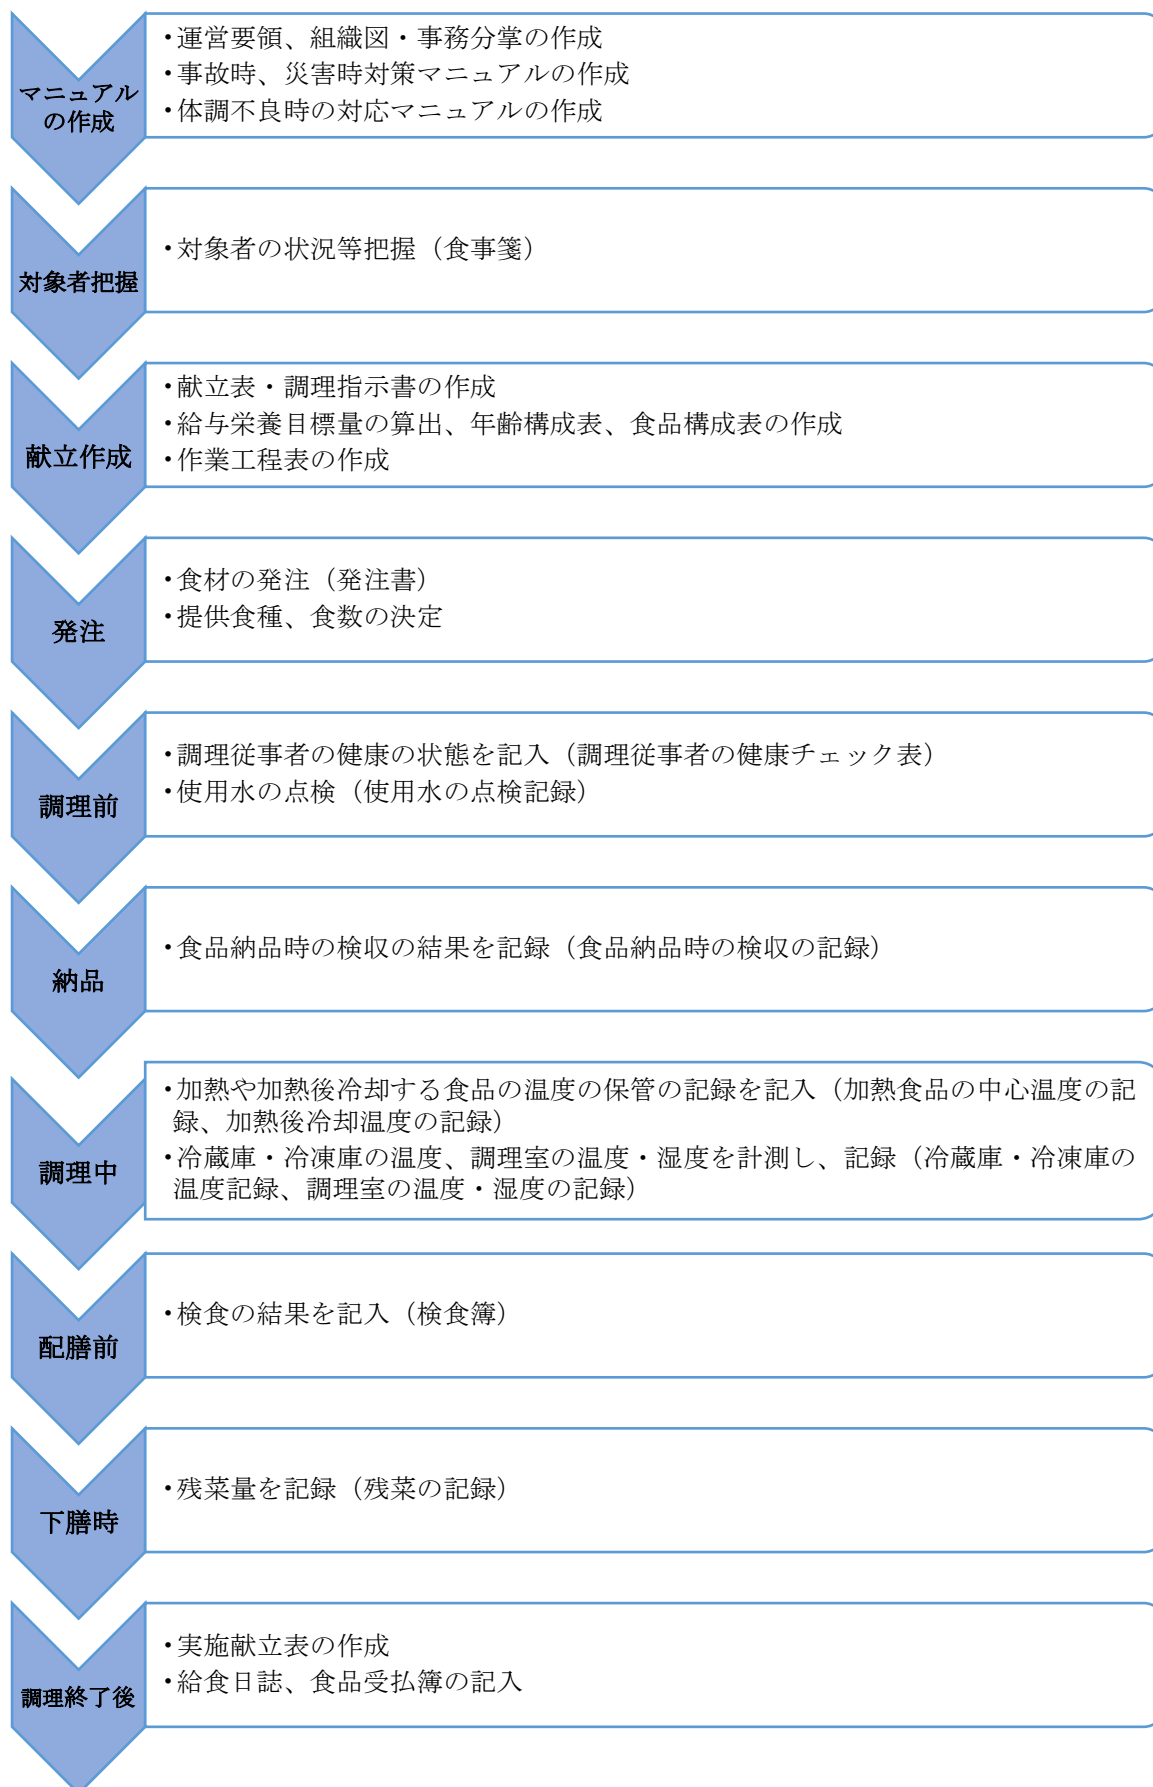 マニュアル
の作成
・運営要領、組織図・事務分掌の作成
・事故時、災害時対策マニュアルの作成
・体調不良時の対応マニュアルの作成
対象者把握
・対象者の状況等把握（食事箋）
献立作成
・献立表・調理指示書の作成
・給与栄養目標量の算出、年齢構成表、食品構成表の作成
・作業工程表の作成
発注
・食材の発注（発注書）
・提供食種、食数の決定
調理前
・調理従事者の健康の状態を記入（調理従事者の健康チェック表）
・使用水の点検（使用水の点検記録）
納品
・食品納品時の検収の結果を記録（食品納品時の検収の記録）
調理中
・加熱や加熱後冷却する食品の温度の保管の記録を記入（加熱食品の中心温度の記
録、加熱後冷却温度の記録）
・冷蔵庫・冷凍庫の温度、調理室の温度・湿度を計測し、記録（冷蔵庫・冷凍庫の
温度記録、調理室の温度・湿度の記録）
配膳前
・検食の結果を記入（検食簿）
下膳時
・残菜量を記録（残菜の記録）
調理終了後
・実施献立表の作成
・給食日誌、食品受払簿の記入